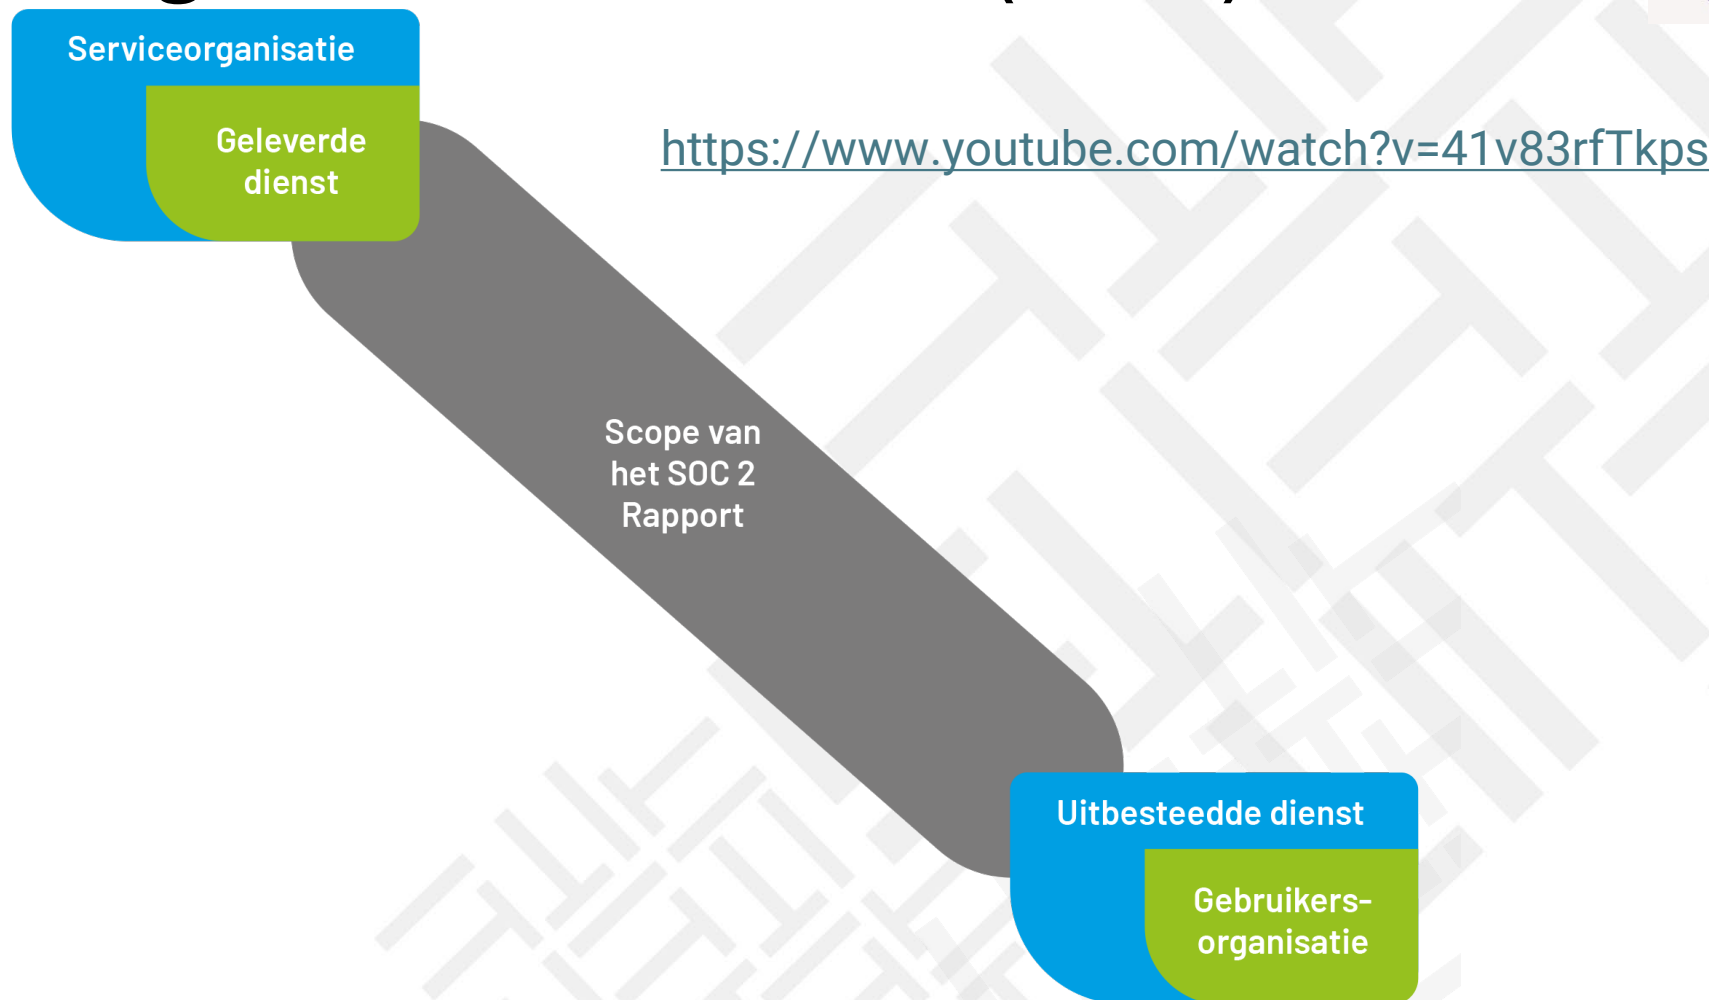 Serviceorganisatie
Geleverde
dienst
https://www.youtube.com/watch?v=41v83rfTkps
Scope van
het SOC 2
Rapport
Uitbesteedde dienst
Gebruikers-
organisatie